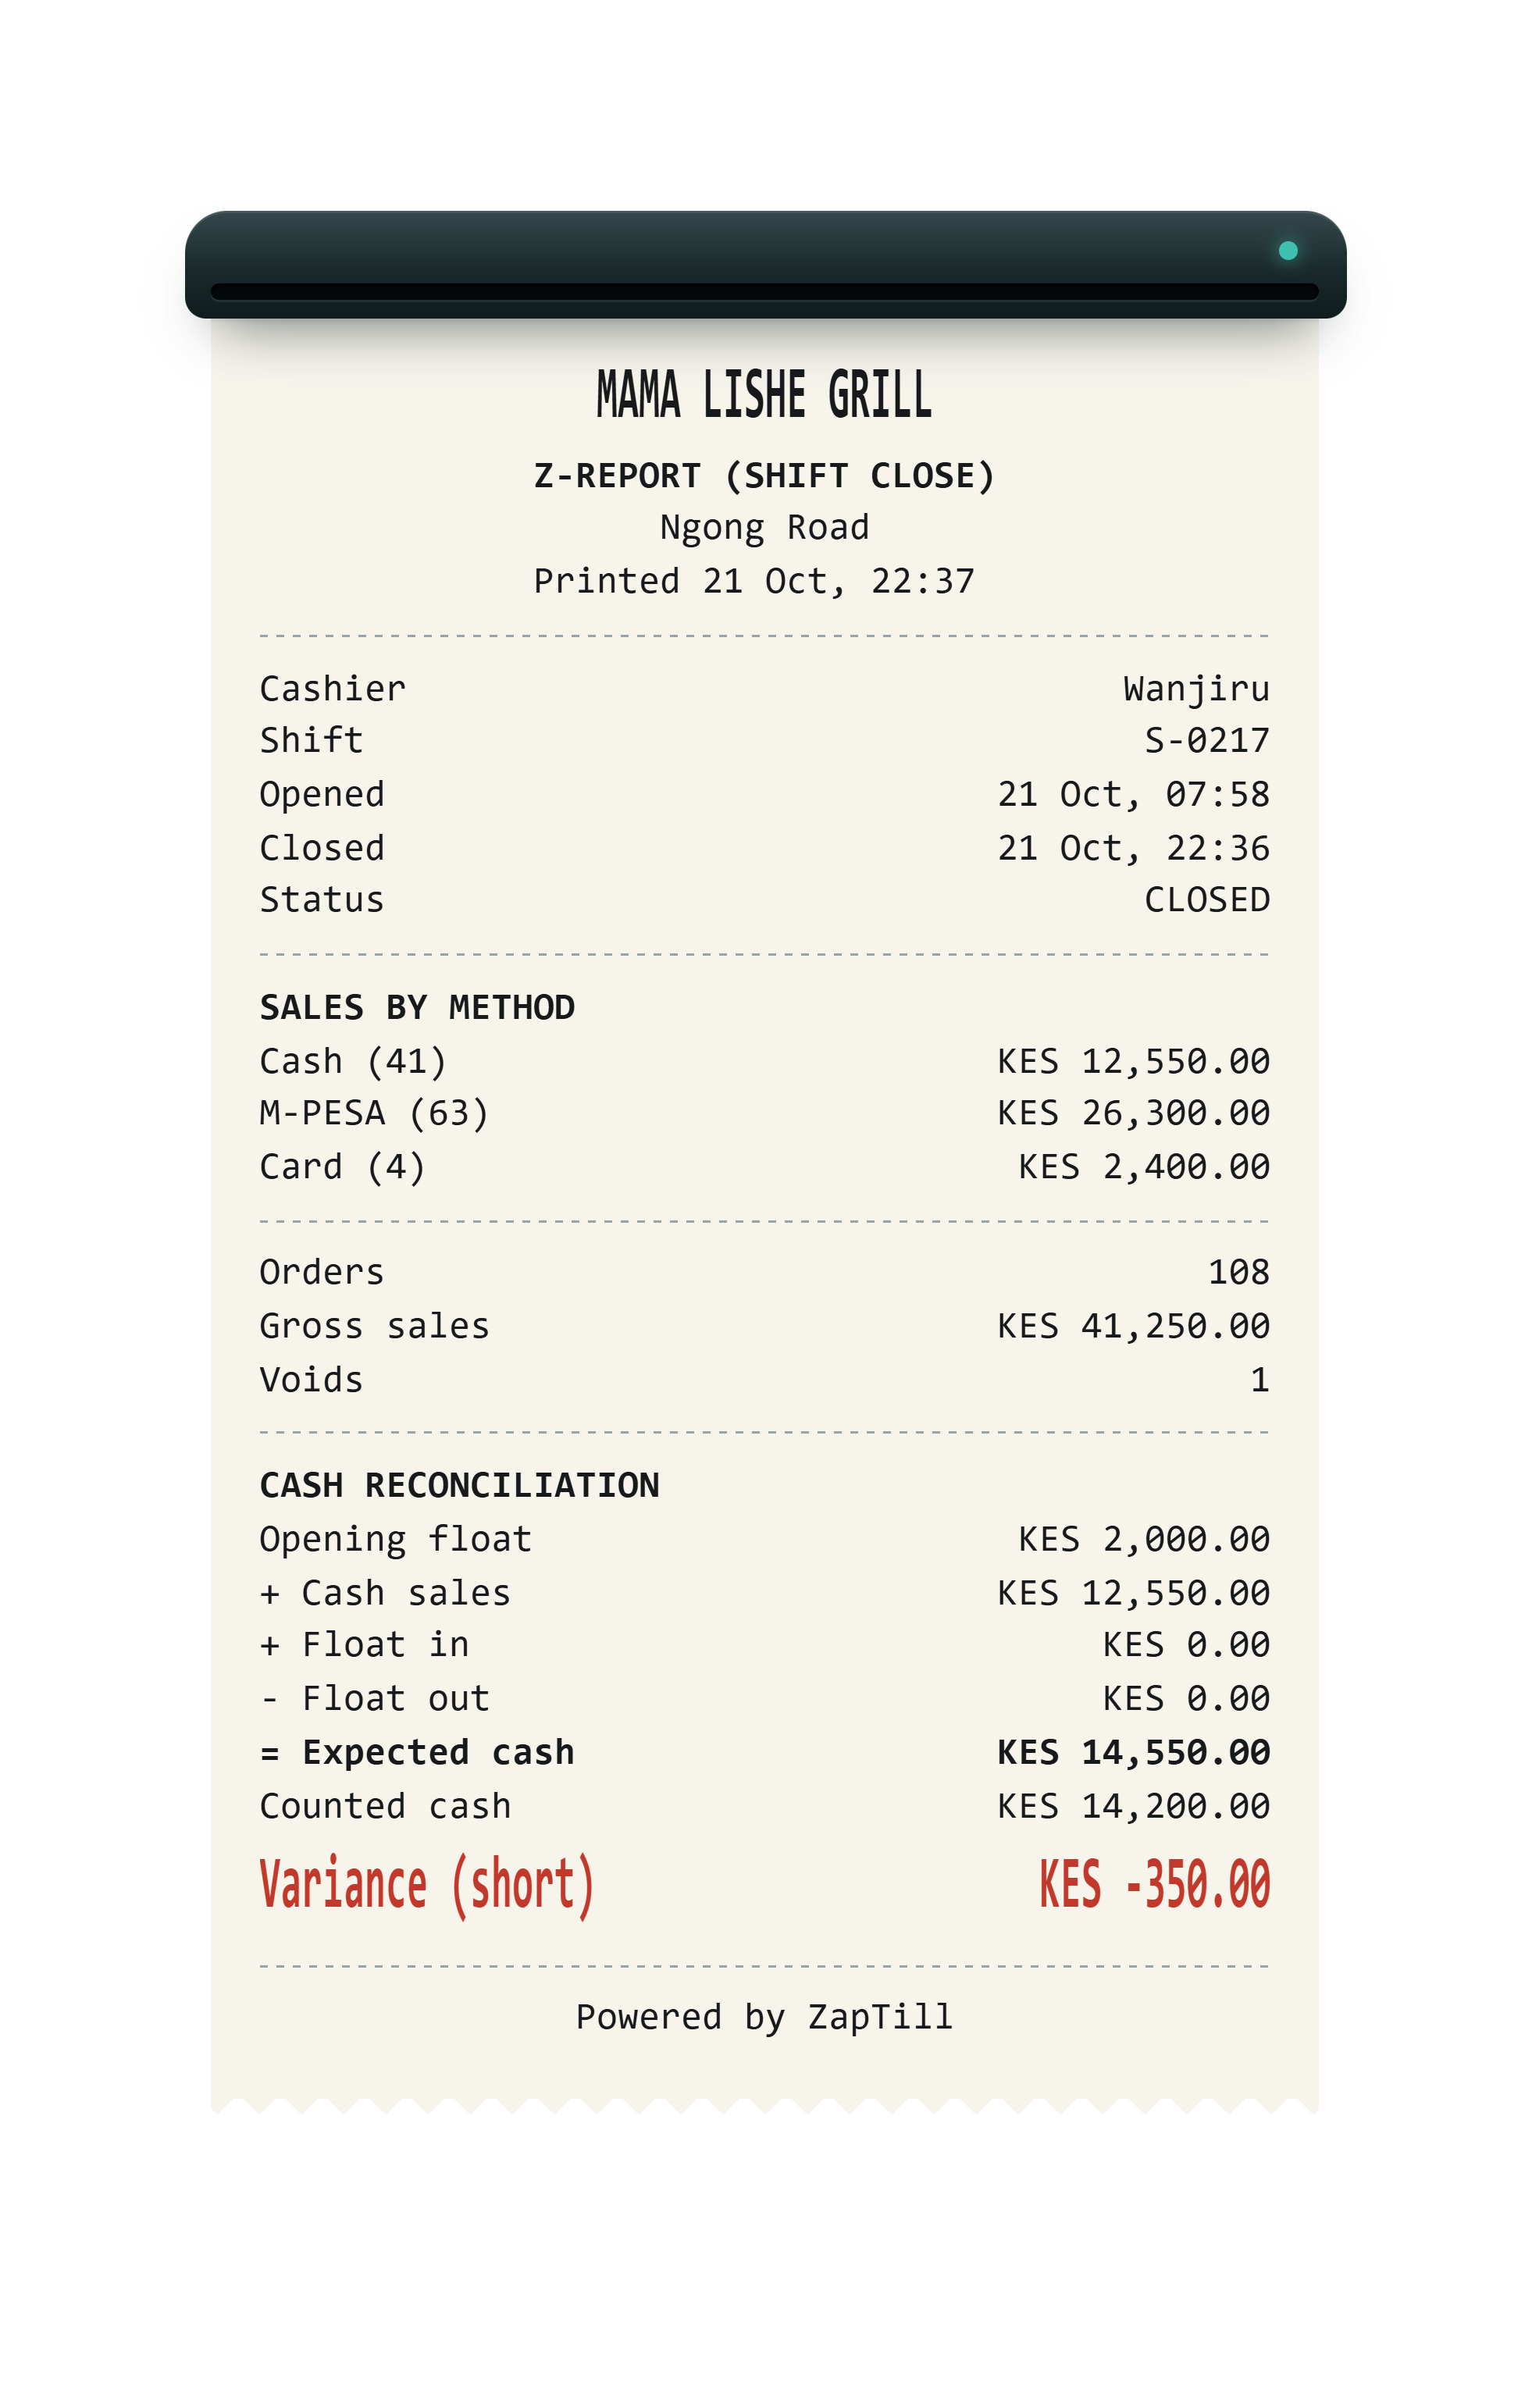 MAMA LISHE GRILL
Z-REPORT (SHIFT CLOSE)
Ngong Road
Printed 21 Oct, 22:37
Cashier Wanjiru
Shift S-0217
Opened 21 Oct, 07:58
Closed 21 Oct, 22:36
Status CLOSED
SALES BY METHOD
Cash (41) KES 12,550.00
M-PESA (63) KES 26,300.00
Card (4) KES 2,400.00
Orders 108
Gross sales KES 41,250.00
Voids 1
CASH RECONCILIATION
Opening float KES 2,000.00
+ Cash sales KES 12,550.00
+ Float in KES 0.00
- Float out KES 0.00
= Expected cash KES 14,550.00
Counted cash KES 14,200.00
Variance (short) KES -350.00
Powered by ZapTill